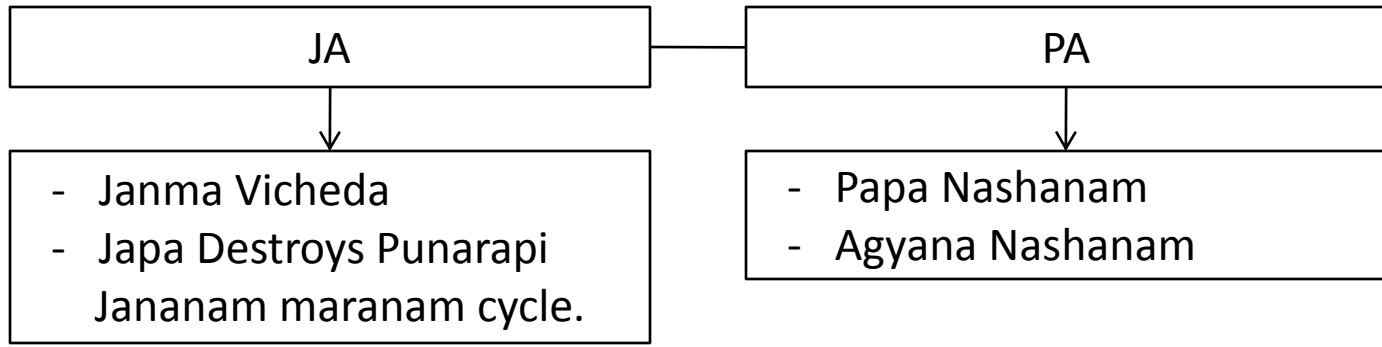 JA
PA
- Janma Vicheda
- Japa Destroys Punarapi
Jananam maranam cycle.
- Papa Nashanam
- Agyana Nashanam